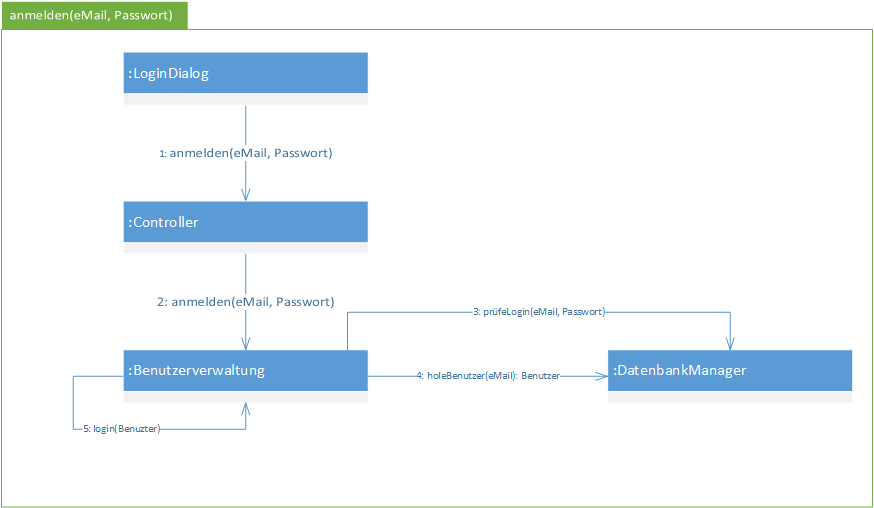 anmelden(eMail, Passwort)
:LoginDialog
1: anmelden(eMail, Passwort)
:Controller
2: anmelden(eMail, Passwort)
3: prüfeLogin(eMail, Passwort)
:Benutzerverwaltung
4: holeBenutzer(eMail): Benutzer
:DatenbankManager
5: login(Benuzter)